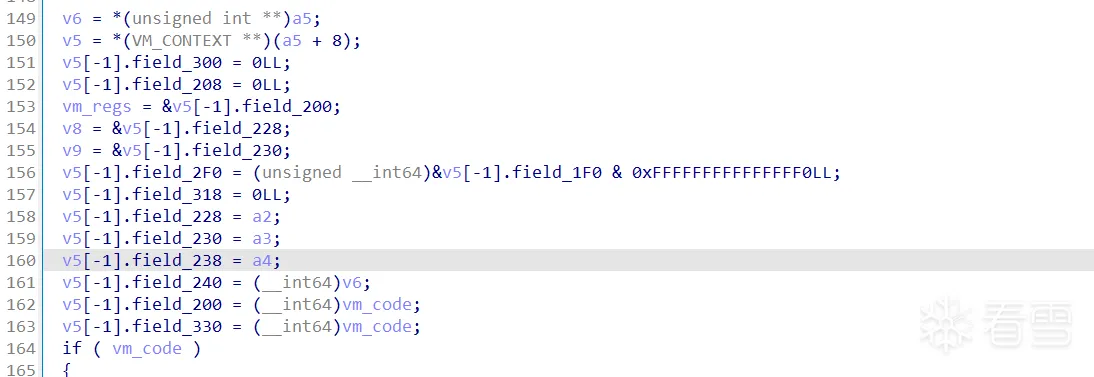 149 v6 = *(unsigned int **)a5;
150 v5 = *(VM_CONTEXT **)(a5 + 8);
151 v5[-1].field_300 = 0LL;
152 v5[-1].field_208 = 0LL;
153 vm_regs = &v5[-1].field_200;
154 v8 = &v5[-1].field_228;
155 v9 = &v5[-1].field_230;
156 v5[-1].field_2F0 = (unsigned __int64)&v5[-1].field_1F0 & 0xFFFFFFFFFFFFFFF0LL;
157 v5[-1].field_318 = 0LL;
158 v5[-1].field_228 = a2;
159 v5[-1].field_230 = a3;
160 v5[-1].field_238 = a4;
161 v5[-1].field_240 = (__int64)v6;
162 v5[-1].field_200 = (__int64)vm_code;
163 v5[-1].field_330 = (__int64)vm_code;
164 if ( vm_code )
165 {
看雪